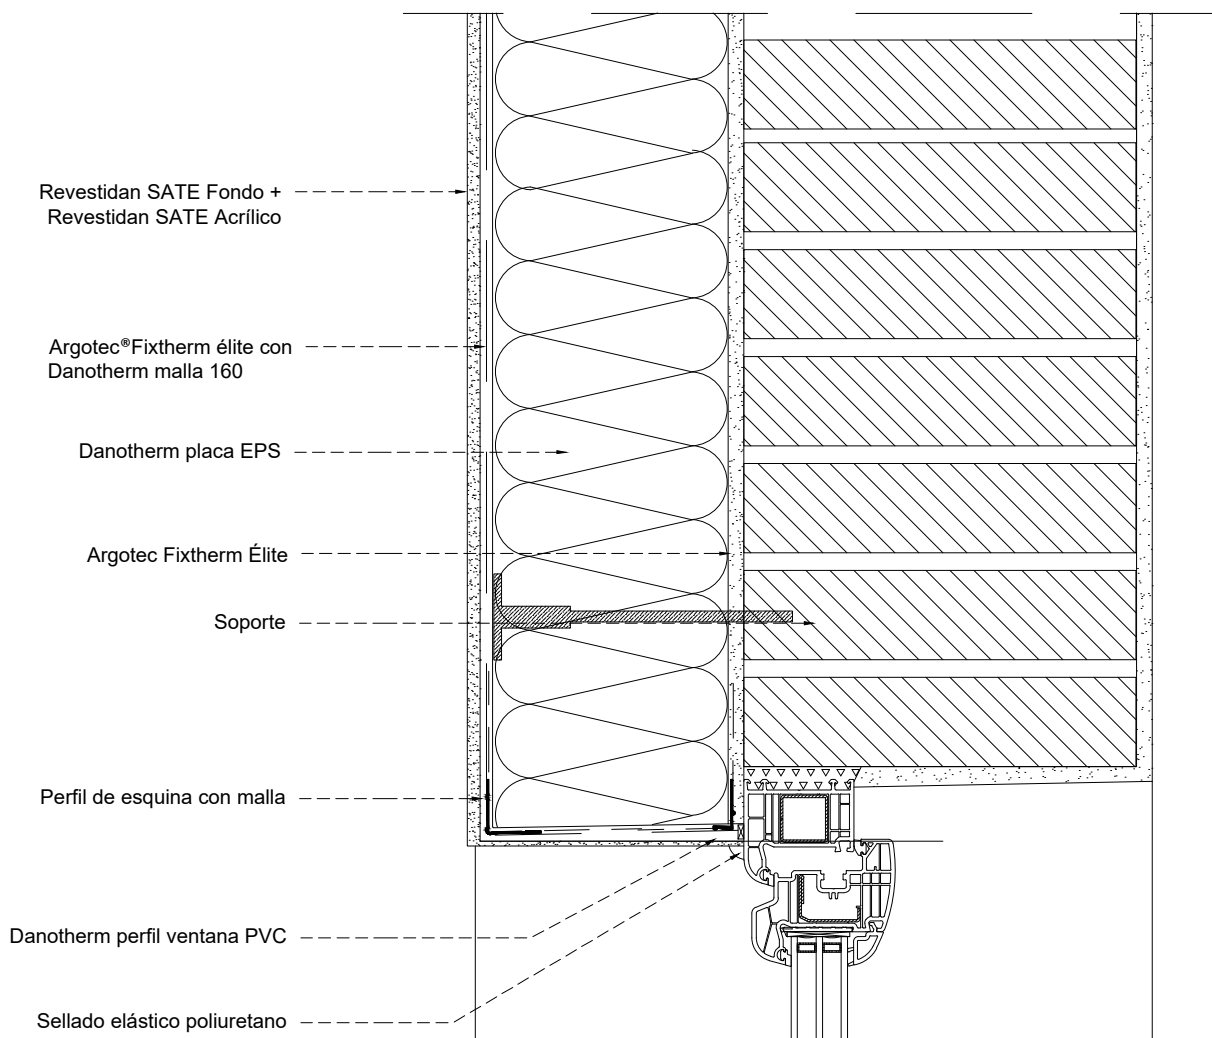 Revestidan SATE Fondo +
Revestidan SATE Acrílico
Argotec®Fixtherm élite con
Danotherm malla 160
Danotherm placa EPS
Argotec Fixtherm Élite
Soporte
Perfil de esquina con malla
Danotherm perfil ventana PVC
Sellado elástico poliuretano